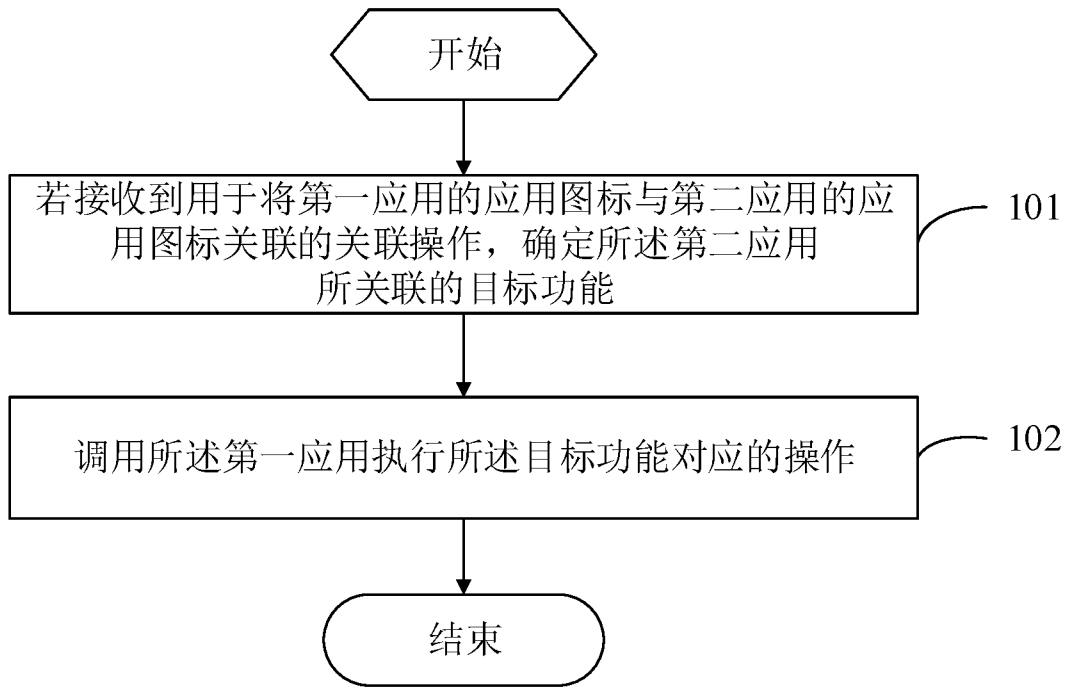 开始
若接收到用于将第一应用的应用图标与第二应用的应
用图标关联的关联操作，确定所述第二应用
所关联的目标功能
101
调用所述第一应用执行所述目标功能对应的操作
102
结束